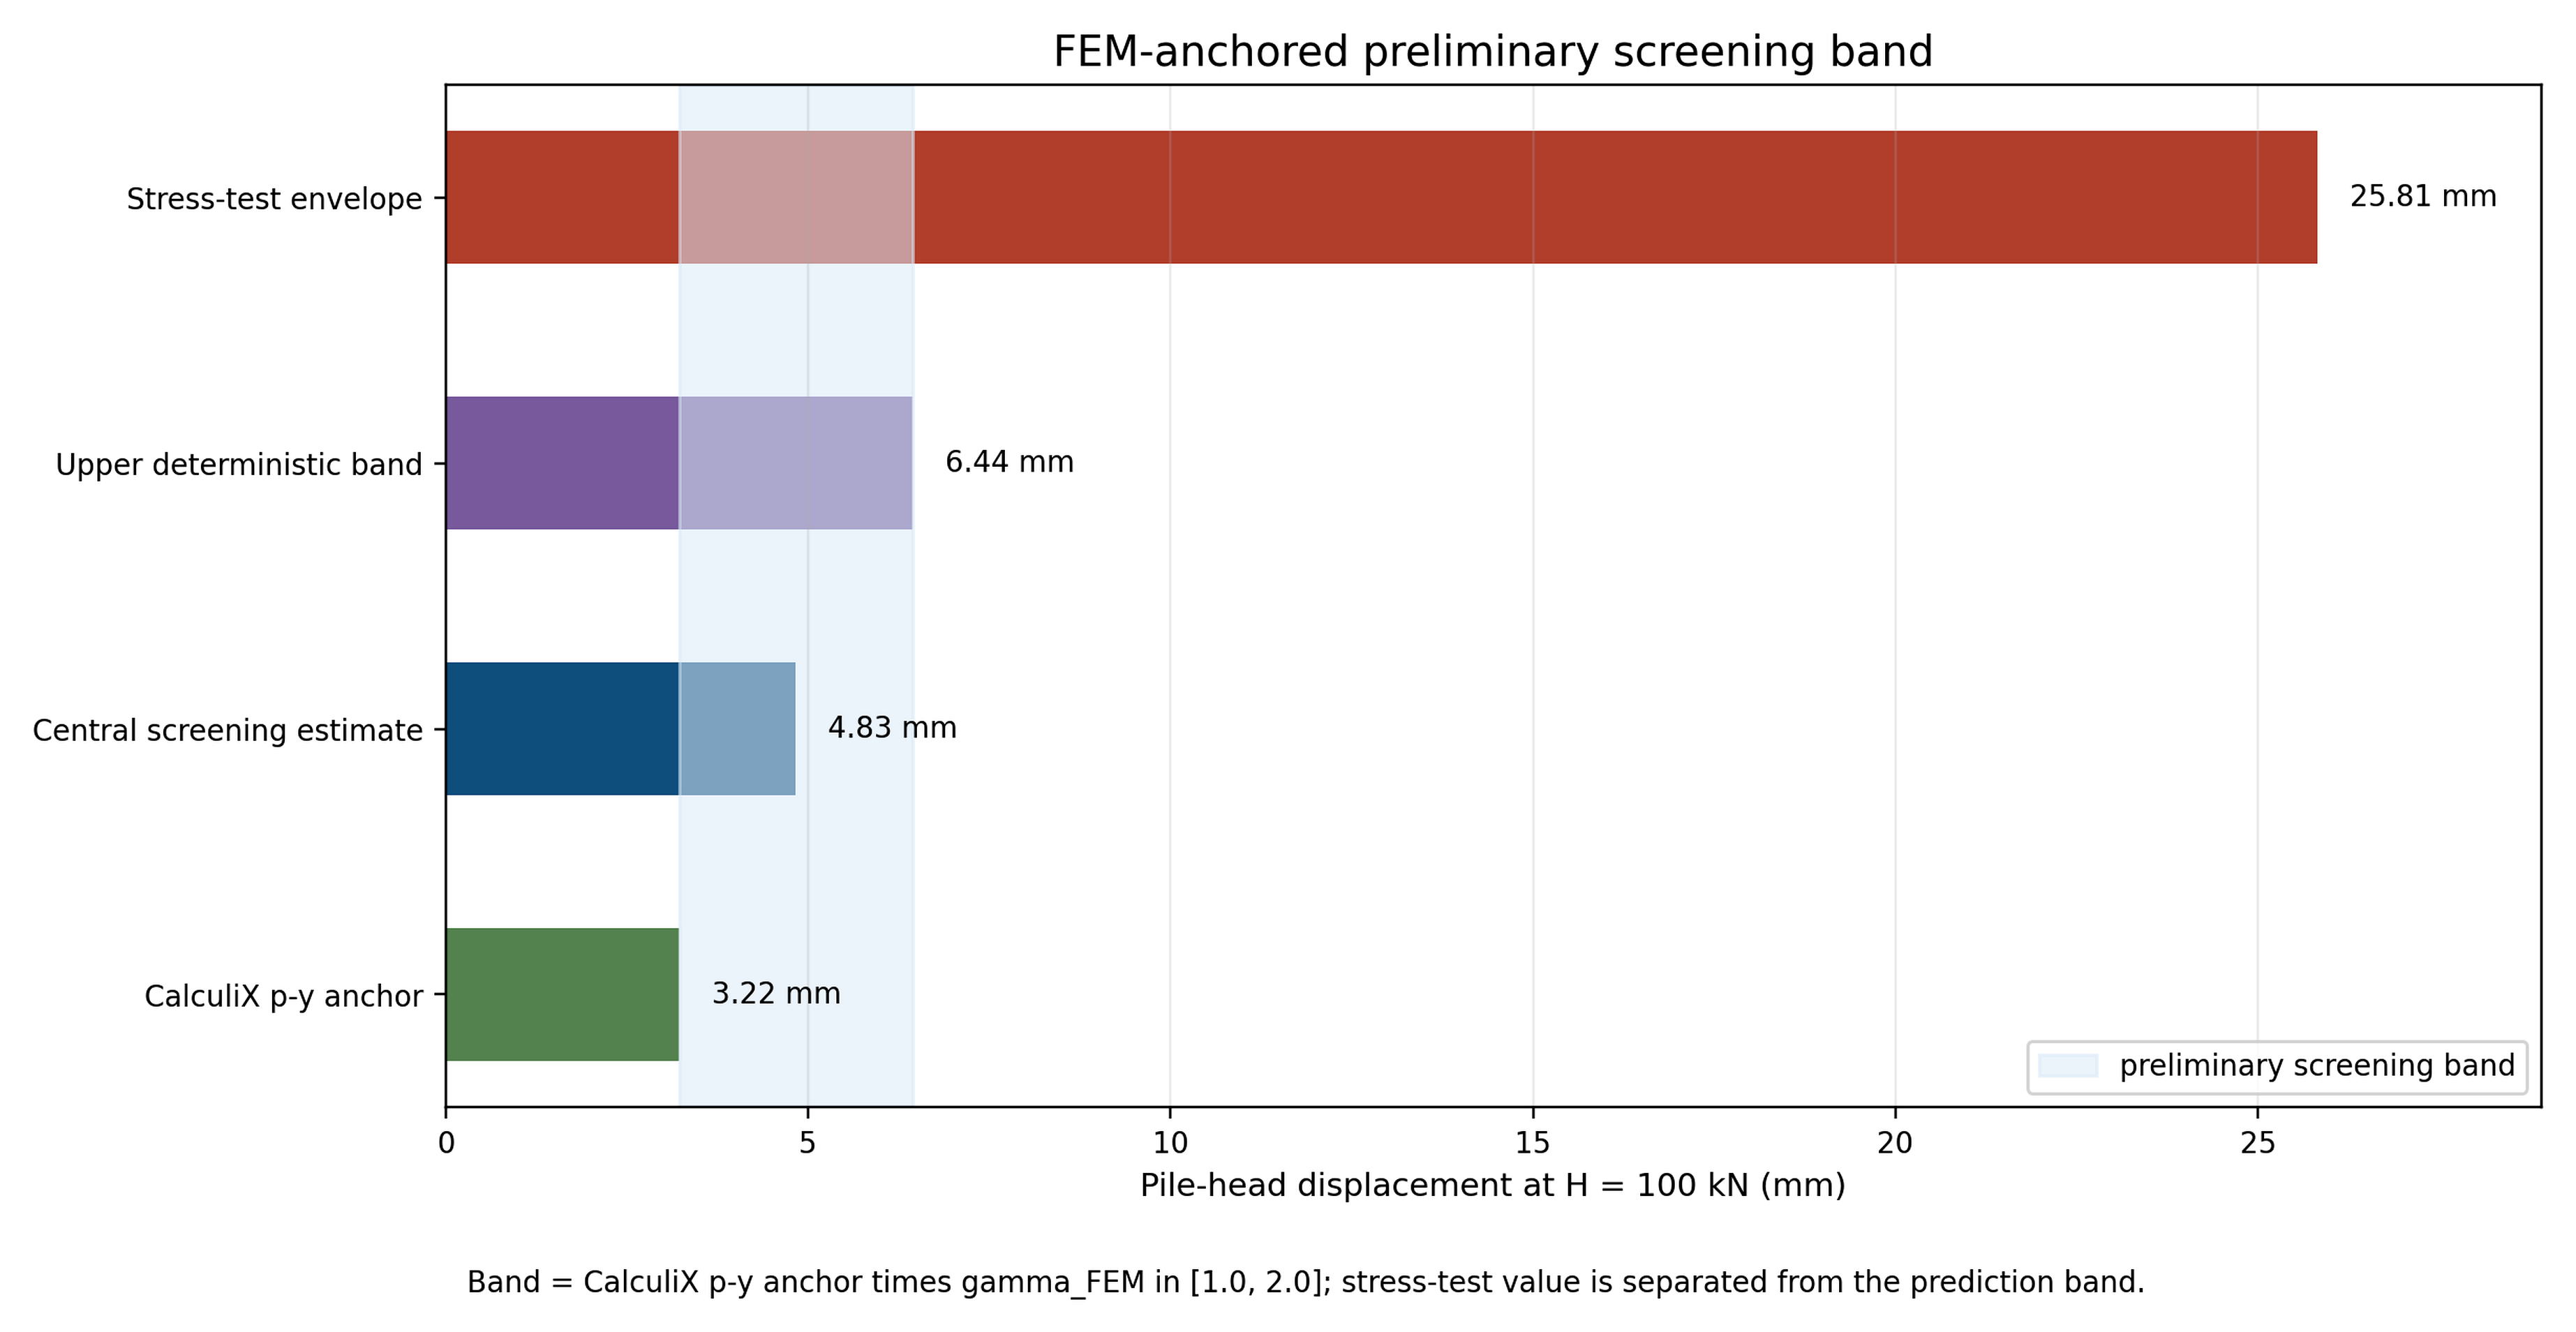 FEM-anchored preliminary screening band
Stress-test envelope
25.81 mm
Upper deterministic band
6.44 mm
Central screening estimate
4.83 mm
CalculiX p-y anchor
3.22 mm
preliminary screening band
0 5 10 15 20 25
Pile-head displacement at H = 100 kN (mm)
Band = CalculiX p-y anchor times gamma_FEM in [1.0, 2.0]; stress-test value is separated from the prediction band.